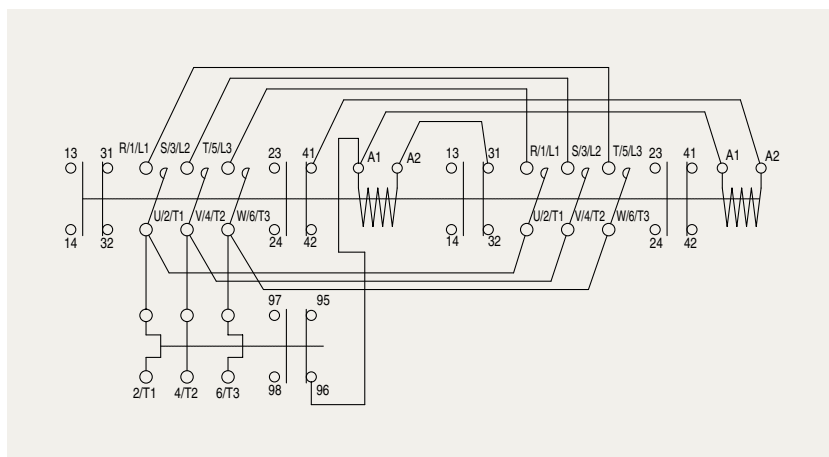 13 31 R/1/L1 S/3/L2 T/5/L3 23 41 A1 A2 13 31 R/1/L1 S/3/L2 T/5/L3 23 41 A1 A2
U/2/T1 V/4/T2 W/6/T3 U/2/T1 V/4/T2 W/6/T3
14 32 24 42 14 32 24 42
97 95
2/T1 4/T2 6/T3 98 96